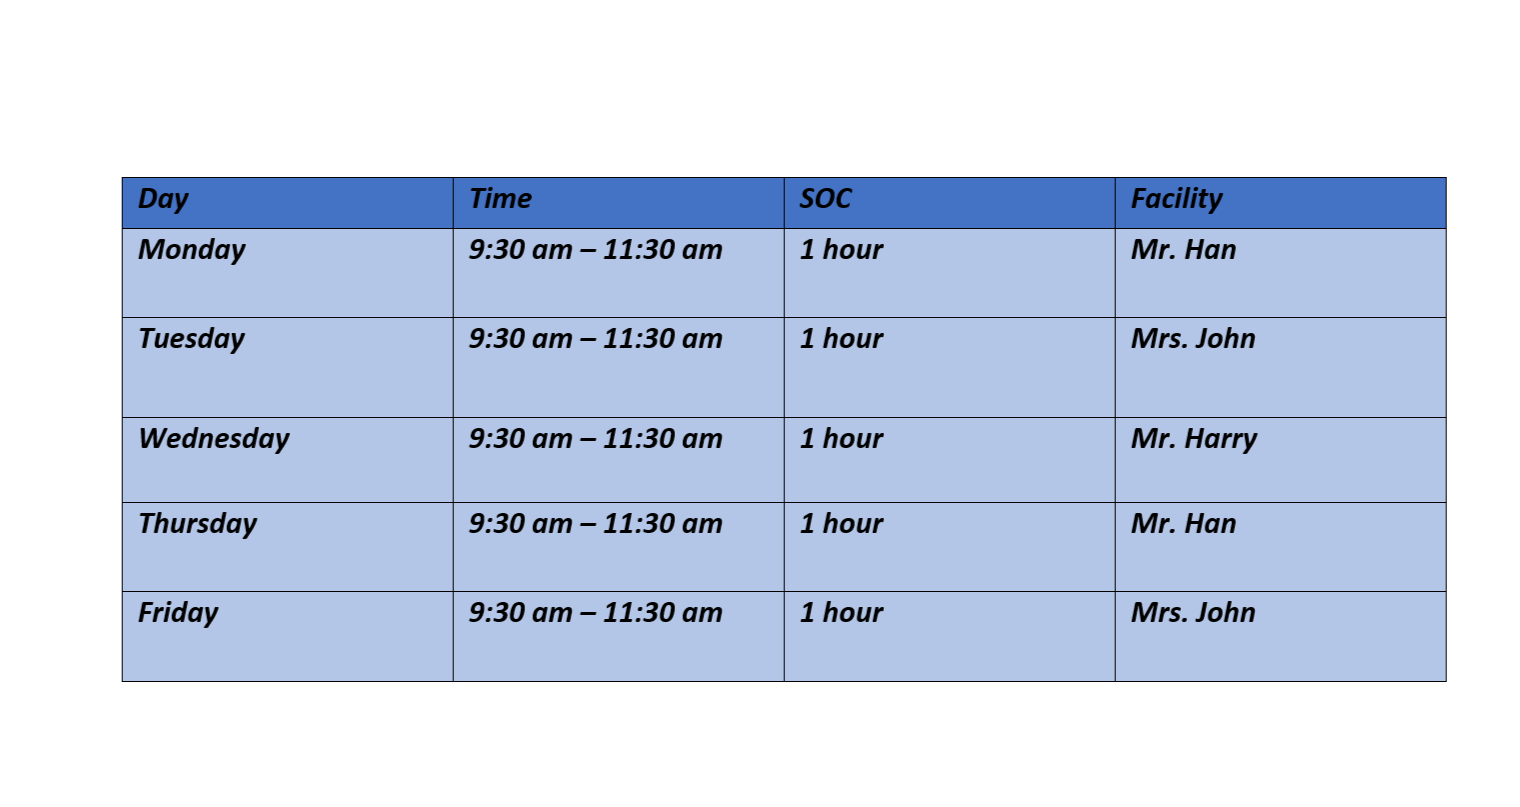 Day Time SOC Facility
Monday 9:30 am – 11:30 am 1 hour Mr. Han
Tuesday 9:30 am – 11:30 am 1 hour Mrs. John
Wednesday 9:30 am – 11:30 am 1 hour Mr. Harry
Thursday 9:30 am – 11:30 am 1 hour Mr. Han
Friday 9:30 am – 11:30 am 1 hour Mrs. John